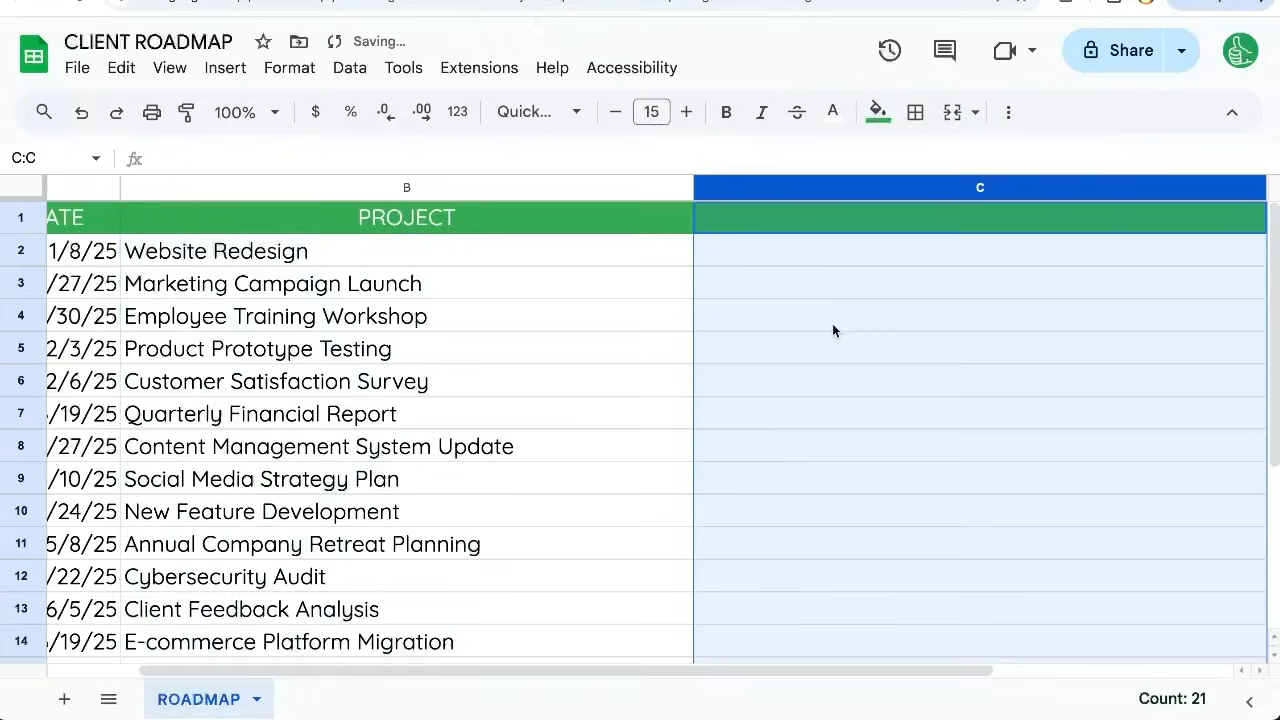 CLIENT ROADMAP Saving...
File Edit View Insert Format Data Tools Extensions Help Accessibility
Share
100% $ % .0 .00 123 Quick... 15 B I A
C:C fx
B C
1 ATE PROJECT
2 1/8/25 Website Redesign
3 /27/25 Marketing Campaign Launch
4 /30/25 Employee Training Workshop
5 2/3/25 Product Prototype Testing
6 2/6/25 Customer Satisfaction Survey
7 /19/25 Quarterly Financial Report
8 /27/25 Content Management System Update
9 /10/25 Social Media Strategy Plan
10 /24/25 New Feature Development
11 5/8/25 Annual Company Retreat Planning
12 /22/25 Cybersecurity Audit
13 6/5/25 Client Feedback Analysis
14 /19/25 E-commerce Platform Migration
ROADMAP Count: 21